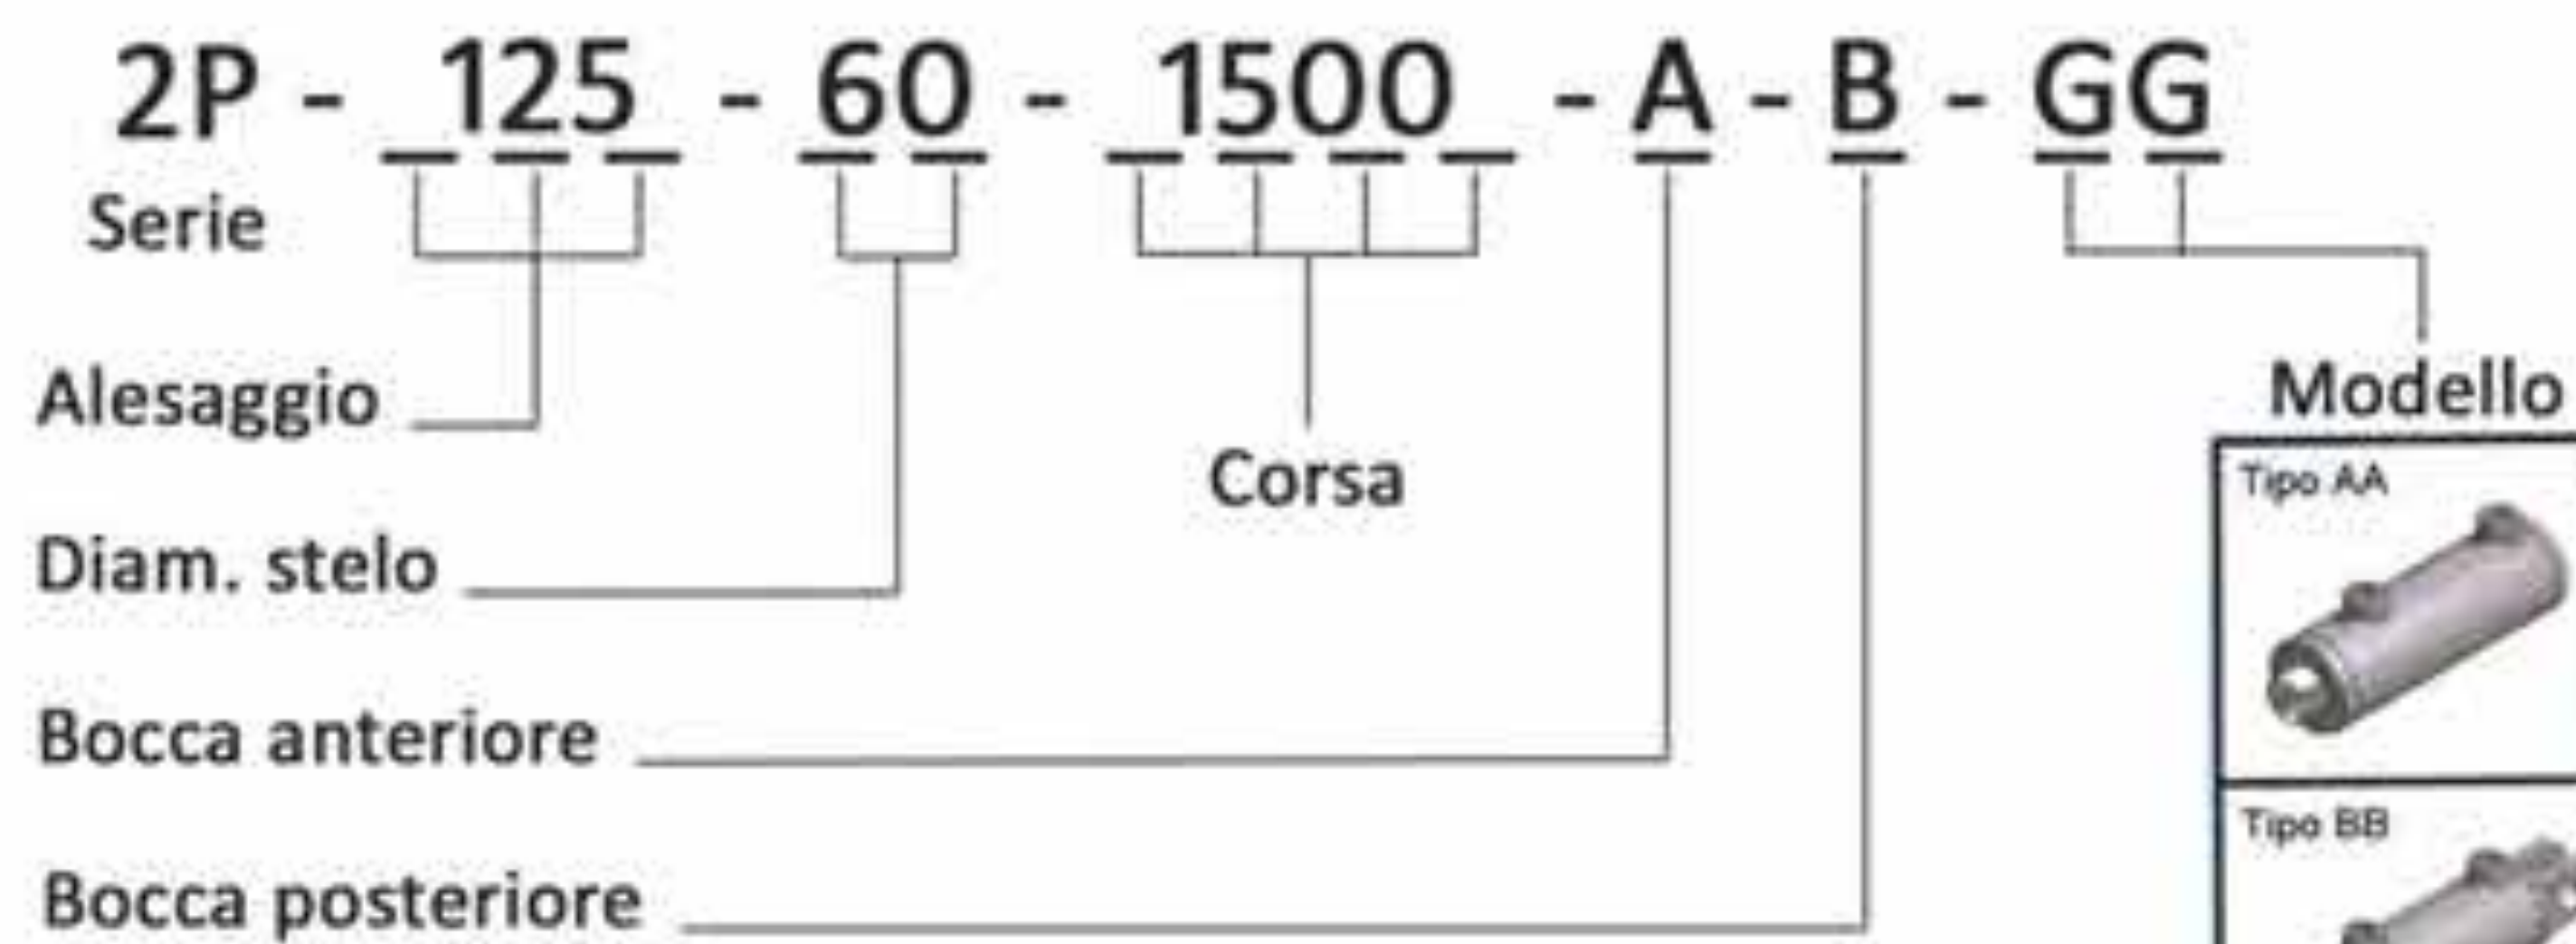 2P - 125 - 60 - 1500 - A - B - GG
Serie
Alesaggio
Modello
Corsa
Tipo AA
Diam. stelo
Bocca anteriore
Tipo BB
Bocca posteriore